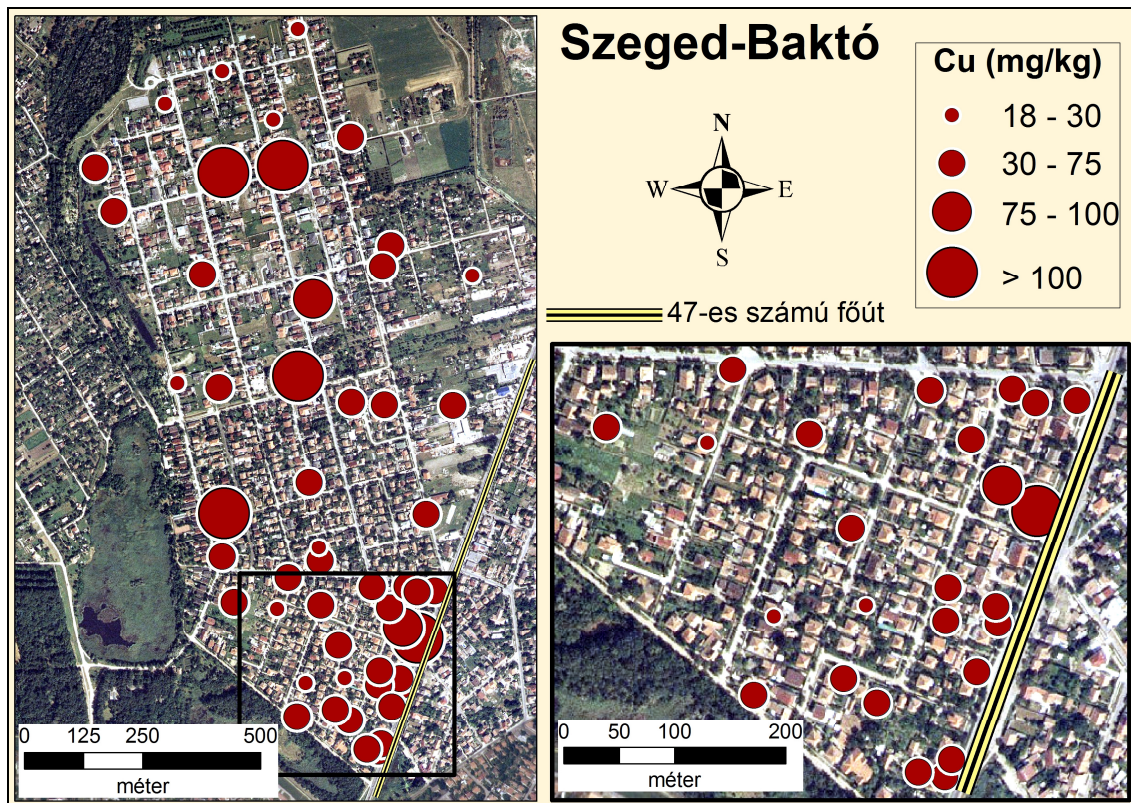 Szeged-Baktó
Cu (mg/kg)
18 - 30
30 - 75
75 - 100
> 100
N
W E
S
47-es számú főút
0 125 250 500
méter
0 50 100 200
méter